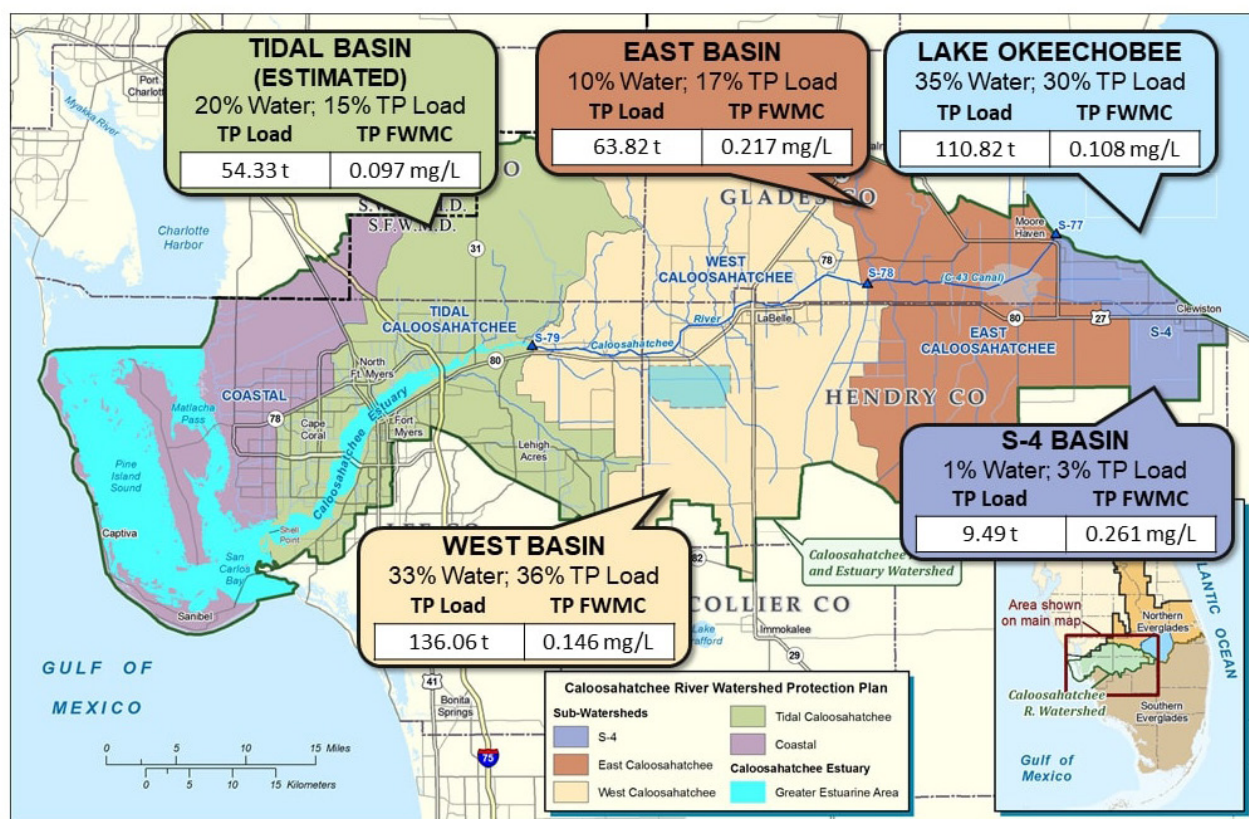 TIDAL BASIN
(ESTIMATED)
20% Water; 15% TP Load
TP Load TP FWMC
54.33 t 0.097 mg/L
EAST BASIN
10% Water; 17% TP Load
TP Load TP FWMC
63.82 t 0.217 mg/L
LAKE OKEECHOBEE
35% Water; 30% TP Load
TP Load TP FWMC
110.82 t 0.108 mg/L
Port
Charlotte
Myakka River
Charlotte
Harbor
S.F.W.M.D.
31
GLADES CO
Moore
Haven
S-77
WEST
CALOOSAHATCHEE
78
S-78
(C-43 Canal)
TIDAL
CALOOSAHATCHEE
S-79
80
Caloosahatchee
River
LaBelle
80
27
Clewiston
S-4
EAST
CALOOSAHATCHEE
North
Ft. Myers
COASTAL
78
Matlacha
Pass
Cape
Coral
Fort
Myers
Caloosahatchee Estuary
Lehigh
Acres
HENDRY CO
Pine
Island
Sound
Captiva
Shell
Point
San
Carlos
Bay
Sanibel
S-4 BASIN
1% Water; 3% TP Load
TP Load TP FWMC
9.49 t 0.261 mg/L
WEST BASIN
33% Water; 36% TP Load
TP Load TP FWMC
136.06 t 0.146 mg/L
82
Caloosahatchee
and Estuary Watershed
COLLIER CO
Lake
Immokalee
29
GULF OF
MEXICO
41
Bonita
Springs
75
0 5 10 15 Miles
0 5 10 15 Kilometers
Caloosahatchee River Watershed Protection Plan
Sub-Watersheds
S-4
East Caloosahatchee
West Caloosahatchee
Tidal Caloosahatchee
Coastal
Caloosahatchee Estuary
Greater Estuarine Area
Area shown
on main map
Northern
Everglades
OCEAN
Caloosahatchee
R. Watershed
Southern
Everglades
Gulf of
Mexico